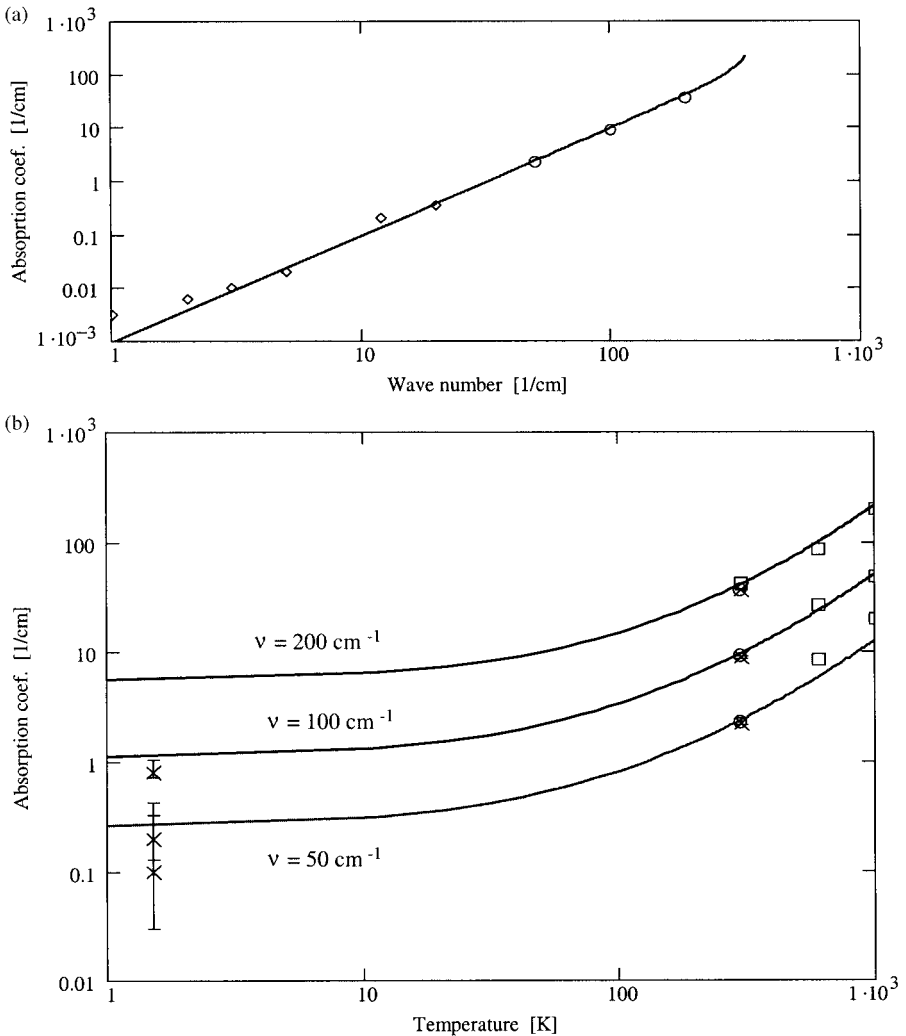 (a)
1·10³
100
10
1
0.1
0.01
1·10⁻³
Absoprtion coef. [1/cm]
1
10
100
1·10³
Wave number [1/cm]
(b)
1·10³
100
10
1
0.1
0.01
Absorption coef. [1/cm]
ν = 200 cm⁻¹
ν = 100 cm⁻¹
ν = 50 cm⁻¹
1
10
100
1·10³
Temperature [K]